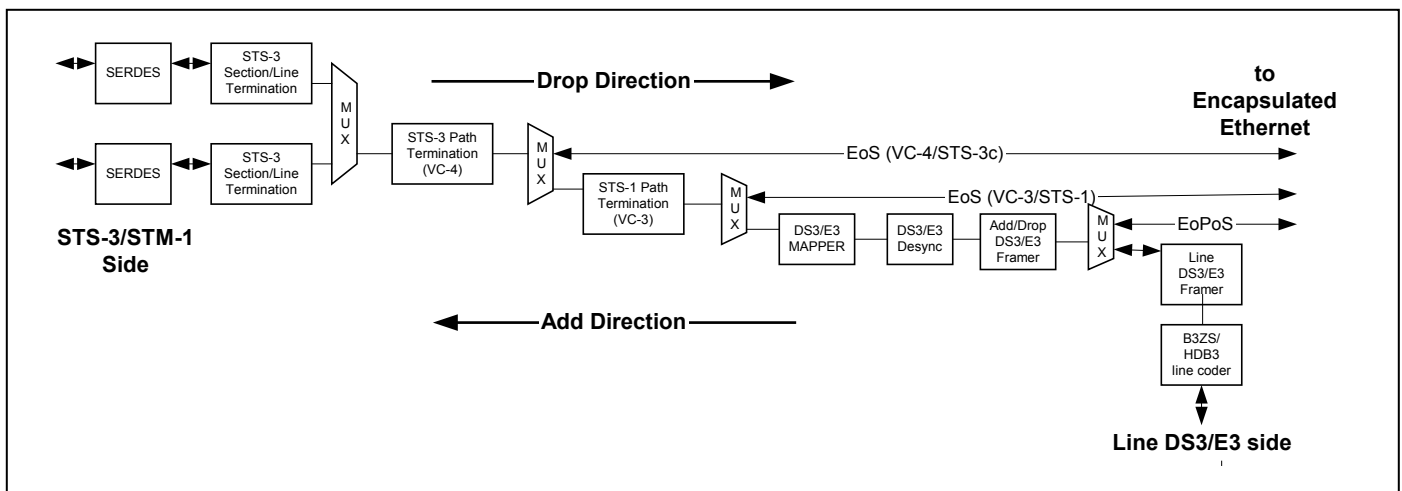 SERDES
STS-3
Section/Line
Termination
M
U
X
Drop Direction
to
Encapsulated
Ethernet
SERDES
STS-3
Section/Line
Termination
STS-3 Path
Termination
(VC-4)
M
U
X
EoS (VC-4/STS-3c)
STS-1 Path
Termination
(VC-3)
M
U
X
EoS (VC-3/STS-1)
DS3/E3
MAPPER
DS3/E3
Desync
Add/Drop
DS3/E3
Framer
M
U
X
EoPoS
STS-3/STM-1
Side
Line
DS3/E3
Framer
Add Direction
B3ZS/
HDB3
line coder
Line DS3/E3 side